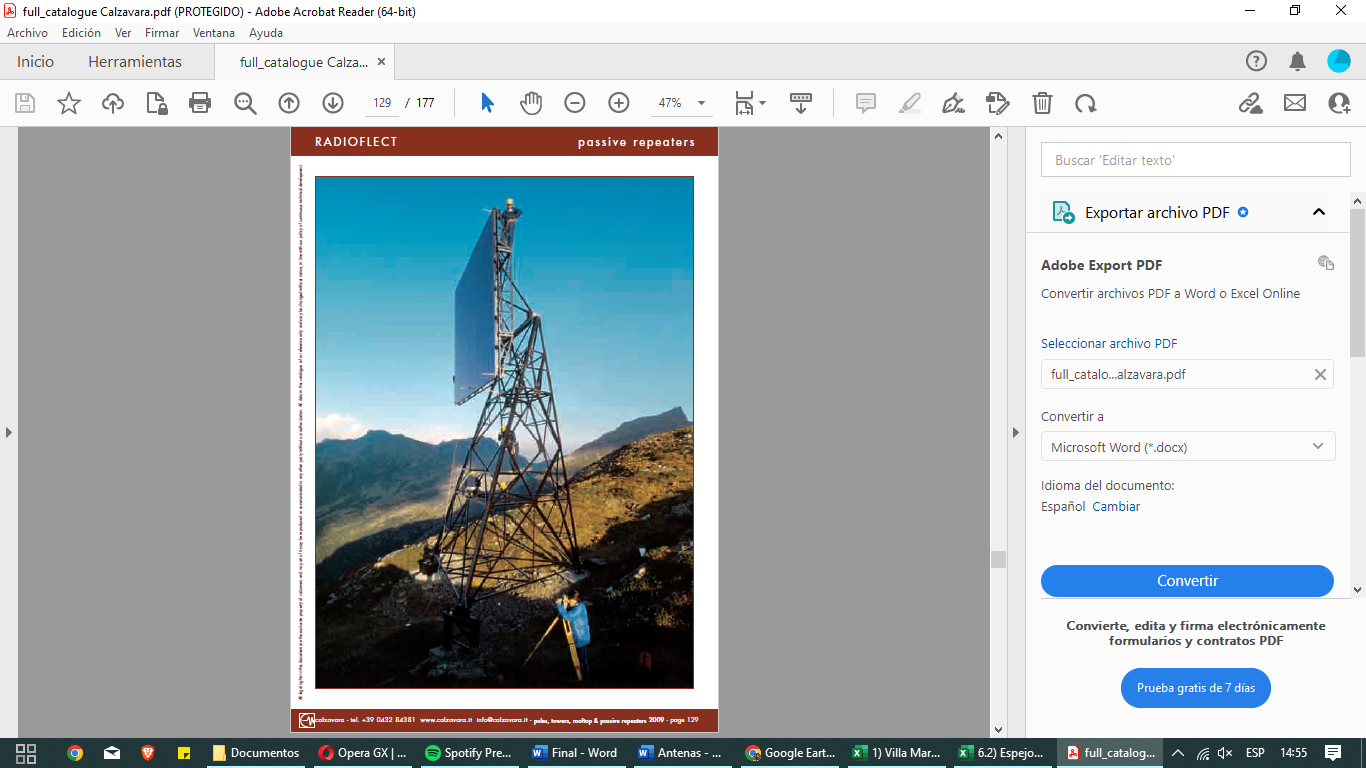 full_catalogue Calzavara.pdf (PROTEGIDO) - Adobe Acrobat Reader (64-bit)
Archivo Edición Ver Firmar Ventana Ayuda
Inicio Herramientas full_catalogue Calza...
129 / 177 47%
RADIOFLECT passive repeaters
calzavara - tel. +39 0432 84381 www.calzavara.it info@calzavara.it - poles, towers, rooftop & passive repeaters 2009 - page 129
Buscar 'Editar texto'
Exportar archivo PDF
Adobe Export PDF
Convertir archivos PDF a Word o Excel Online
Seleccionar archivo PDF
full_catalo...alzavara.pdf
Convertir a
Microsoft Word (*.docx)
Idioma del documento:
Español Cambiar
Convertir
Convierte, edita y firma electrónicamente
formularios y contratos PDF
Prueba gratis de 7 días
Documentos Opera GX | ... Spotify Pre... Final - Word Antenas - ... Google Eart... 1) Villa Mar... 6.2) Espejo... full_catalog... ESP 14:55